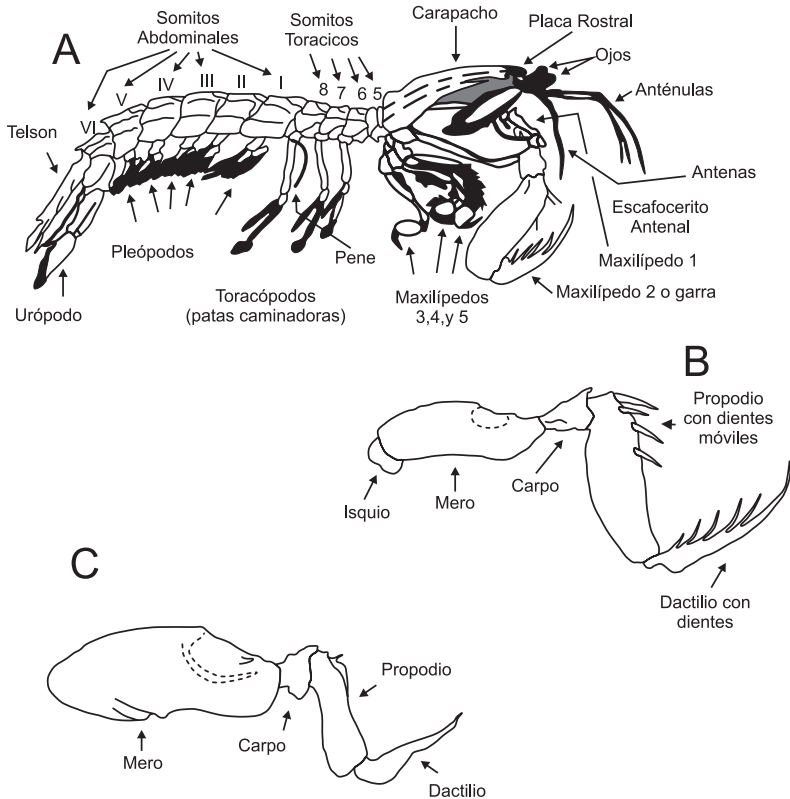 A
Somitos
Abdominales
Somitos
Toracicos
Carapacho
Placa Rostral
Ojos
VI
V
IV
III
II
I
8
7
6
5
Anténulas
Telson
Antenas
Escafocerito
Antenal
Pleópodos
Pene
Maxilípedo 1
Urópodo
Toracópodos
(patas caminadoras)
Maxilípedos
3,4,y 5
Maxilípedo 2 o garra
B
Propodio
con dientes
móviles
Isquio
Mero
Carpo
Dactilio con
dientes
C
Propodio
Mero
Carpo
Dactilio